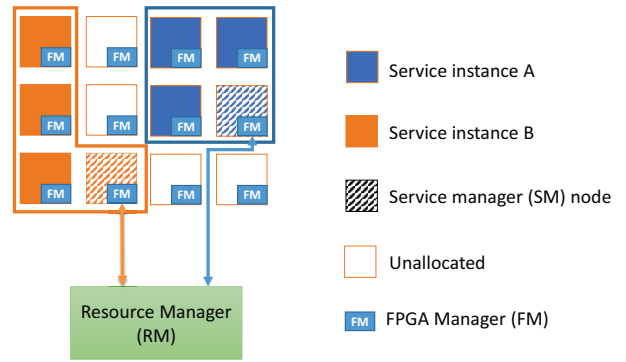 FM FM FM FM
Service instance A
FM FM FM FM
Service instance B
FM FM FM FM
Service manager (SM) node
Unallocated
Resource Manager
(RM)
FM FPGA Manager (FM)